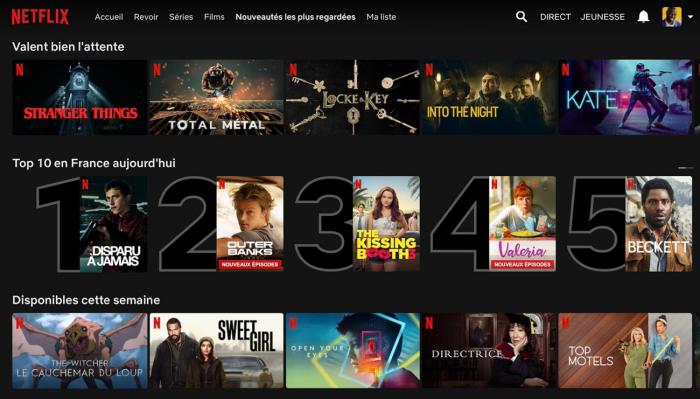 NETFLIX Accueil Revoir Séries Films Nouveautés les plus regardées Ma liste DIRECT JEUNESSE
Valent bien l'attente
N N N N N
STRANGER THINGS
TOTAL METAL
LOCKE & KEY
INTO THE NIGHT
KATE
Top 10 en France aujourd'hui
1 2 3 4 5
N N N N N
DISPARU
À JAMAIS
OUTER
BANKS
NOUVEAUX ÉPISODES
THE
KISSING
BOOTH3
Valeria
NOUVEAUX ÉPISODES
BECKETT
Disponibles cette semaine
N N N N N
THE WITCHER
LE CAUCHEMAR DU LOUP
SWEET
GIRL
OPEN YOUR
EYES
DIRECTRICE
TOP
MOTELS